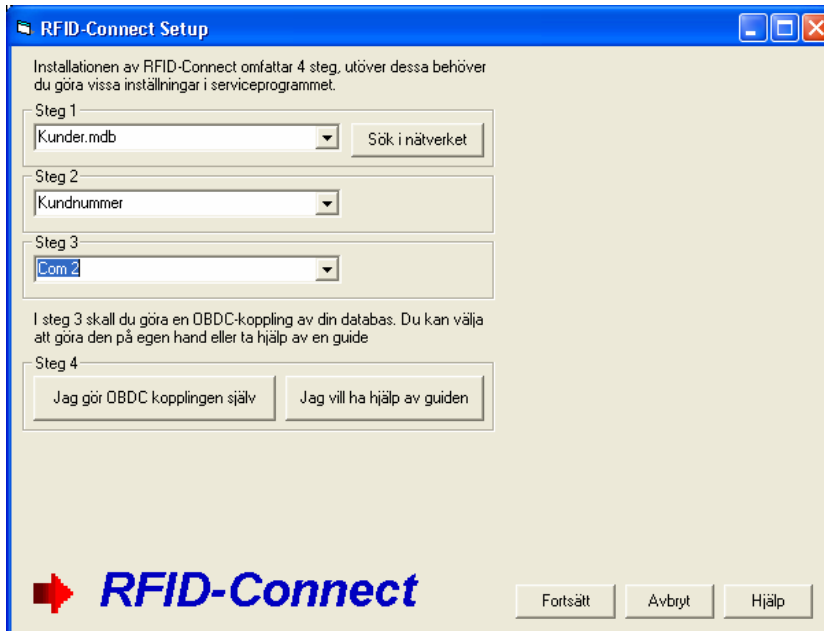 RFID-Connect Setup
Installationen av RFID-Connect omfattar 4 steg, utöver dessa behöver
du göra vissa inställningar i serviceprogrammet.
Steg 1
Kunder.mdb
Sök i nätverket
Steg 2
Kundnummer
Steg 3
Com 2
I steg 3 skall du göra en OBDC-koppling av din databas. Du kan välja
att göra den på egen hand eller ta hjälp av en guide
Steg 4
Jag gör OBDC kopplingen själv
Jag vill ha hjälp av guiden
RFID-Connect
Fortsätt
Avbryt
Hjälp